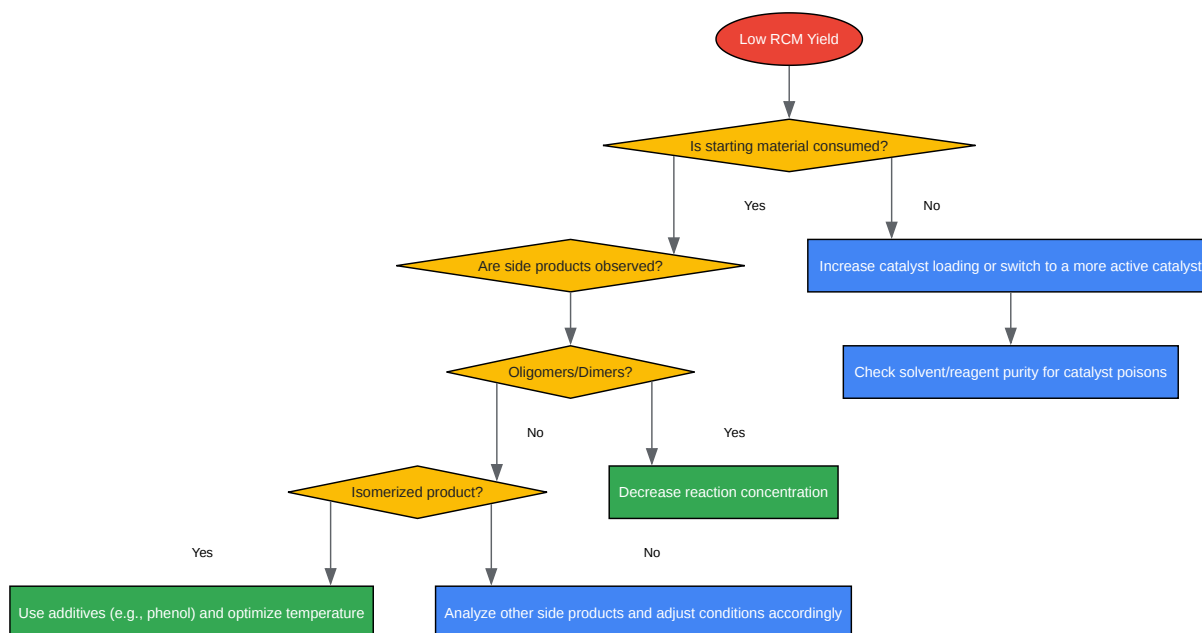 Low RCM Yield
Is starting material consumed?
Yes
No
Are side products observed?
Increase catalyst loading or switch to a more active catalyst
Oligomers/Dimers?
Check solvent/reagent purity for catalyst poisons
No
Yes
Isomerized product?
Decrease reaction concentration
Yes
No
Use additives (e.g., phenol) and optimize temperature
Analyze other side products and adjust conditions accordingly